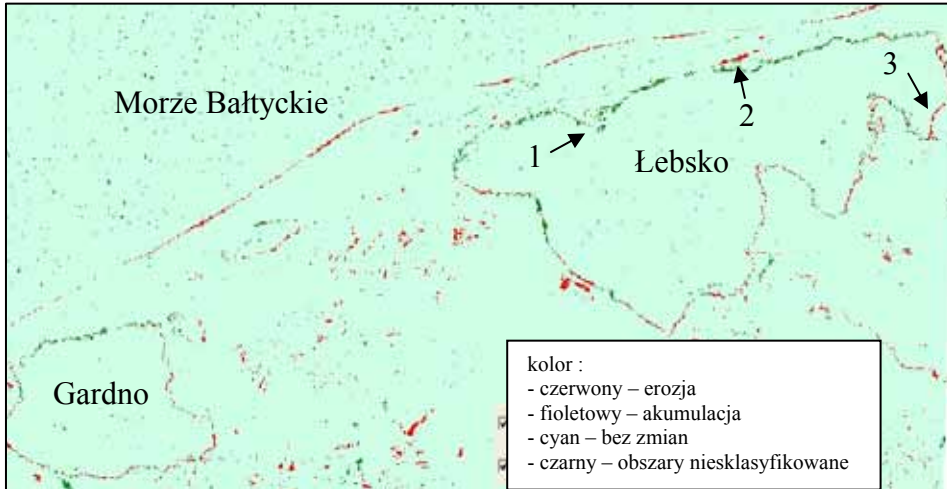 Morze Bałtyckie
3
2
1
Łebsko
Gardno
kolor :
- czerwony – erozja
- fioletowy – akumulacja
- cyan – bez zmian
- czarny – obszary niesklasyfikowane